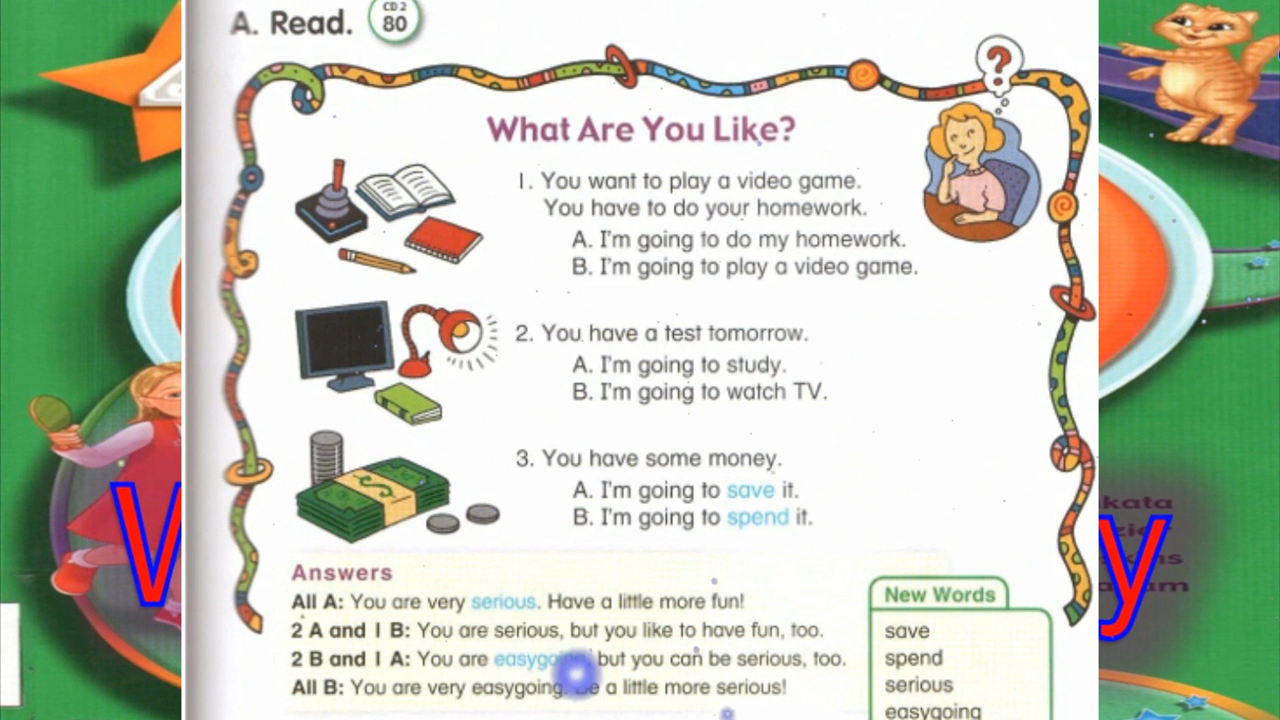 A. Read.
CD 2
80
?
What Are You Like?
1. You want to play a video game.
You have to do your homework.
A. I'm going to do my homework.
B. I'm going to play a video game.
2. You have a test tomorrow.
A. I'm going to study.
B. I'm going to watch TV.
3. You have some money.
A. I'm going to save it.
B. I'm going to spend it.
Answers
All A: You are very serious. Have a little more fun!
2 A and 1 B: You are serious, but you like to have fun, too.
2 B and 1 A: You are but you can be serious, too.
All B: You are very easygoing. a little more serious!
New Words
save
spend
serious
easygoing
W
y
kata